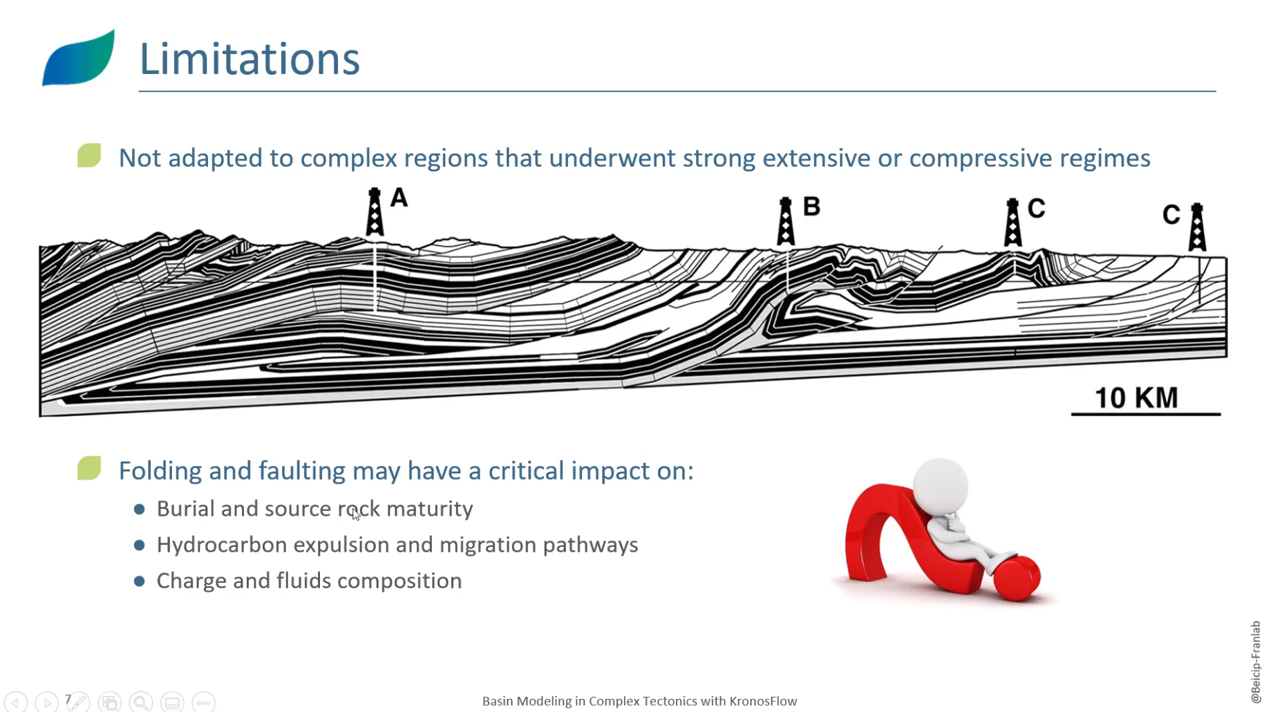 Limitations
Not adapted to complex regions that underwent strong extensive or compressive regimes
A
B
C
C
10 KM
Folding and faulting may have a critical impact on:
Burial and source rock maturity
Hydrocarbon expulsion and migration pathways
Charge and fluids composition
@Beicip-Franlab
7
Basin Modeling in Complex Tectonics with KronosFlow